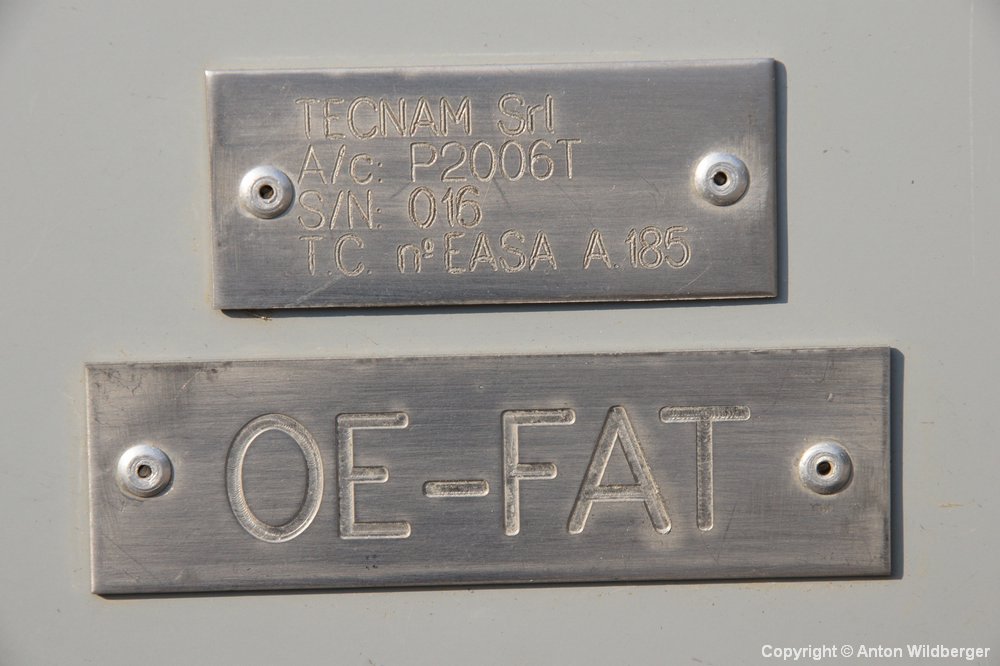 TECNAM Srl
A/c: P2006T
S/N: 016
T.C. nº EASA A.185
OE-FAT
Copyright © Anton Wildberger